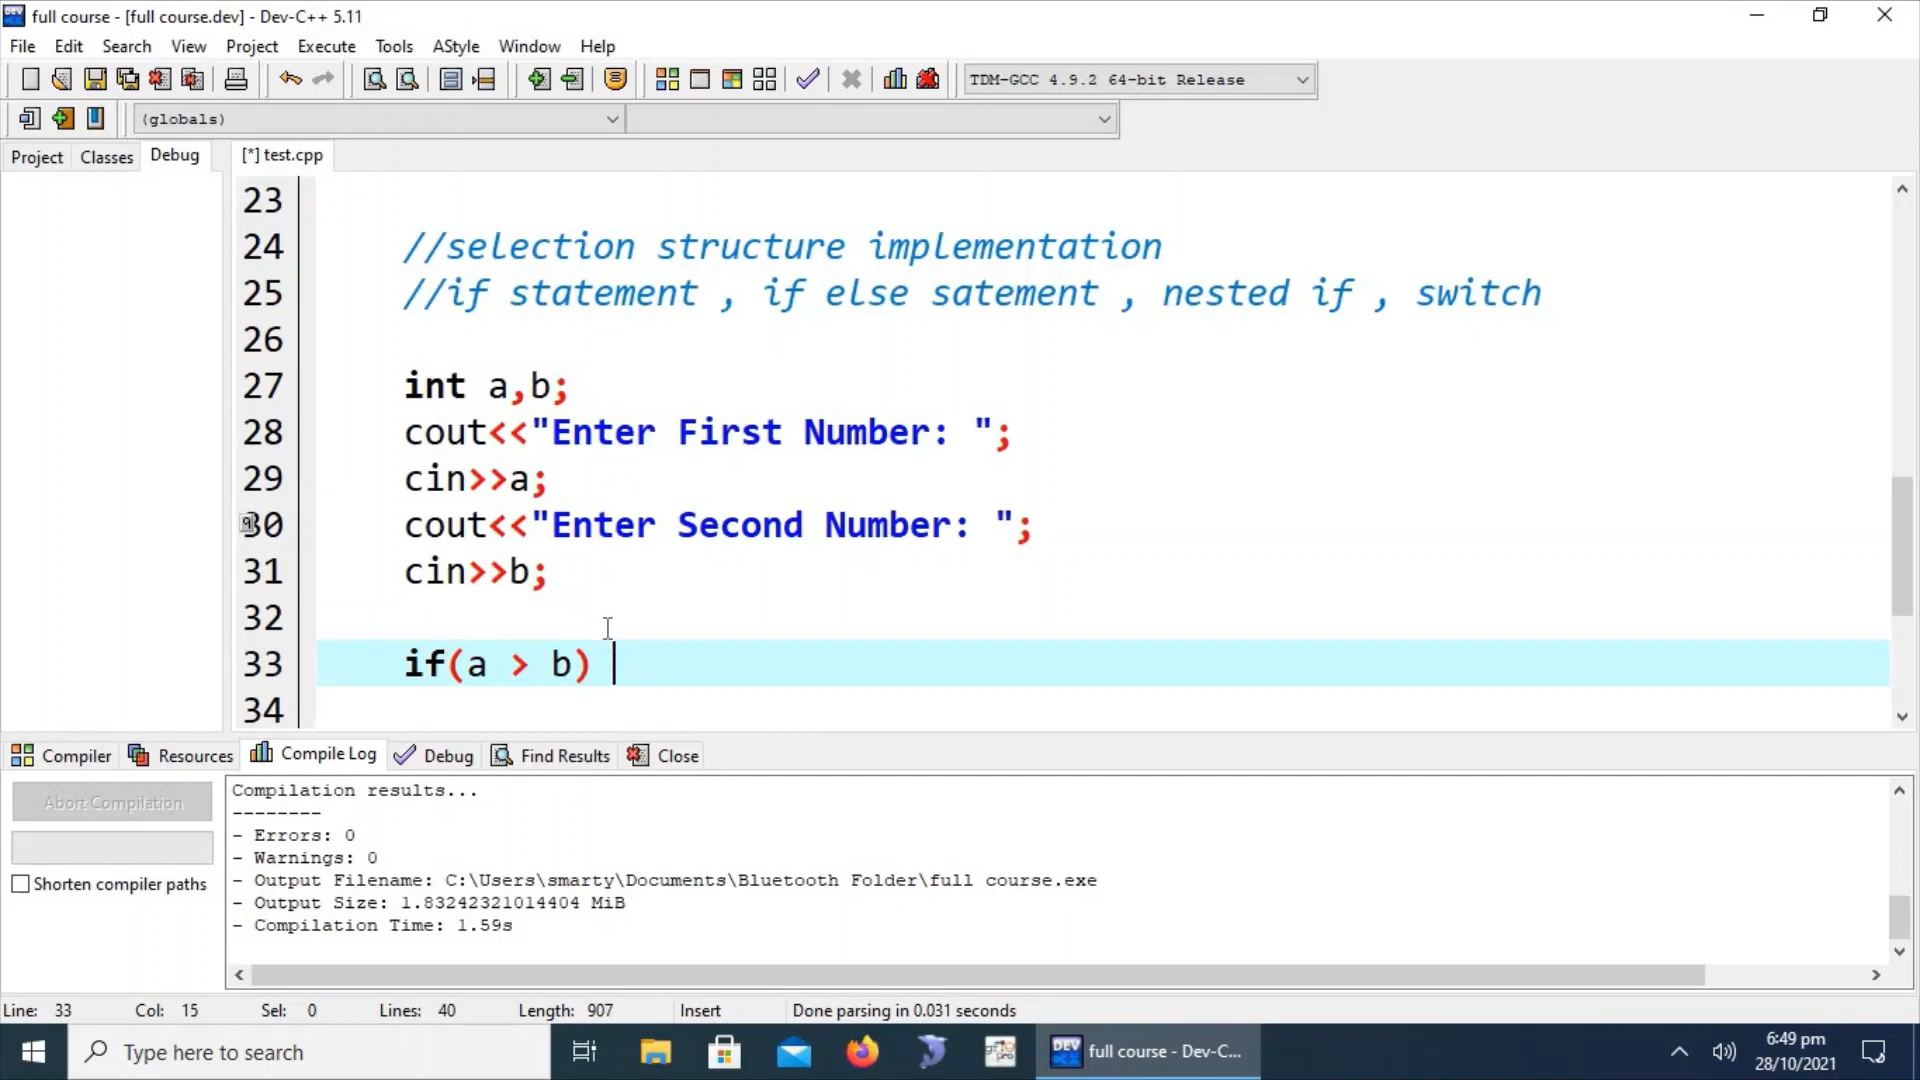 full course - [full course.dev] - Dev-C++ 5.11
File Edit Search View Project Execute Tools AStyle Window Help
TDM-GCC 4.9.2 64-bit Release
(globals)
Project Classes Debug [*] test.cpp
23
24 //selection structure implementation
25 //if statement , if else satement , nested if , switch
26
27 int a,b;
28 cout<<"Enter First Number: ";
29 cin>>a;
30 cout<<"Enter Second Number: ";
31 cin>>b;
32
33 if(a > b)
34
Compiler Resources Compile Log Debug Find Results Close
Abort Compilation
Shorten compiler paths
Compilation results...
--------
- Errors: 0
- Warnings: 0
- Output Filename: C:\Users\smarty\Documents\Bluetooth Folder\full course.exe
- Output Size: 1.83242321014404 MiB
- Compilation Time: 1.59s
Line: 33 Col: 15 Sel: 0 Lines: 40 Length: 907 Insert Done parsing in 0.031 seconds
Type here to search
DEV full course - Dev-C...
6:49 pm
28/10/2021